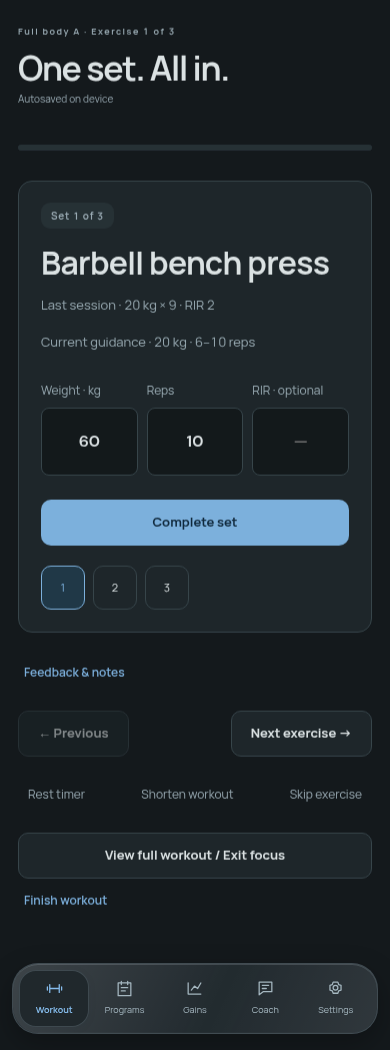 Full body A · Exercise 1 of 3
One set. All in.
Autosaved on device
Set 1 of 3
Barbell bench press
Last session · 20 kg × 9 · RIR 2
Current guidance · 20 kg · 6–10 reps
Weight · kg Reps RIR · optional
60 10 —
Complete set
1 2 3
Feedback & notes
← Previous Next exercise →
Rest timer Shorten workout Skip exercise
View full workout / Exit focus
Finish workout
Workout Programs Gains Coach Settings